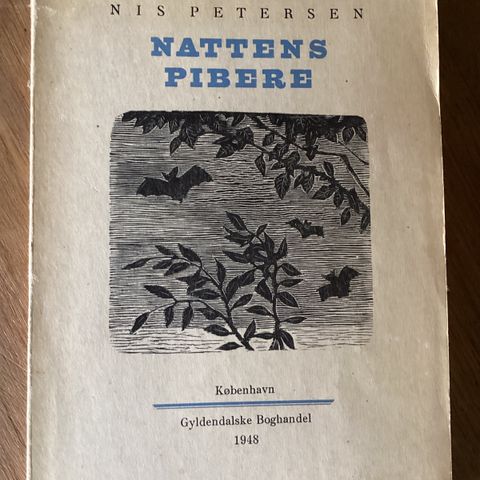 NIS PETERSEN
NATTENS
PIBERE
København
Gyldendalske Boghandel
1948